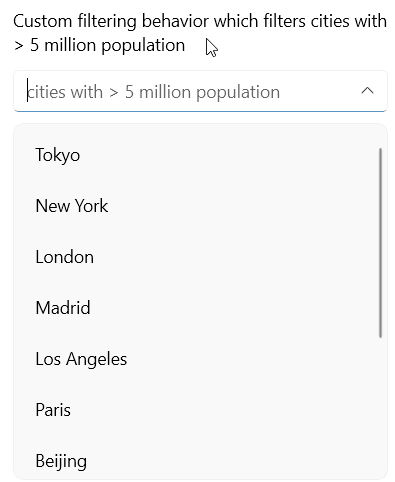 Custom filtering behavior which filters cities with
> 5 million population
cities with > 5 million population
Tokyo
New York
London
Madrid
Los Angeles
Paris
Beijing